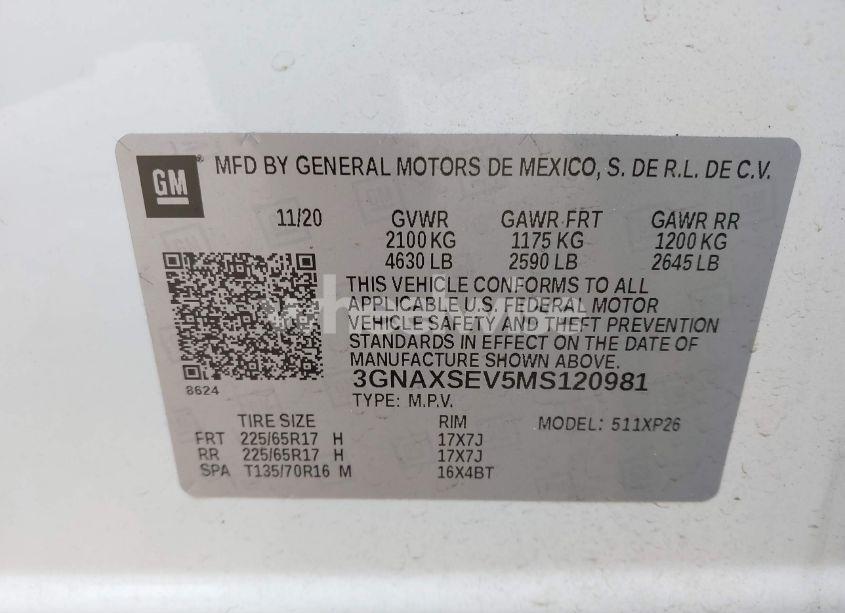 GM
MFD BY GENERAL MOTORS DE MEXICO, S. DE R.L. DE C.V.
11/20 GVWR GAWR FRT GAWR RR
2100 KG 1175 KG 1200 KG
4630 LB 2590 LB 2645 LB
THIS VEHICLE CONFORMS TO ALL
APPLICABLE U.S. FEDERAL MOTOR
VEHICLE SAFETY AND THEFT PREVENTION
STANDARDS IN EFFECT ON THE DATE OF
MANUFACTURE SHOWN ABOVE.
3GNAXSEV5MS120981
8624
TYPE: M.P.V.
TIRE SIZE RIM MODEL: 511XP26
FRT 225/65R17 H 17X7J
RR 225/65R17 H 17X7J
SPA T135/70R16 M 16X4BT